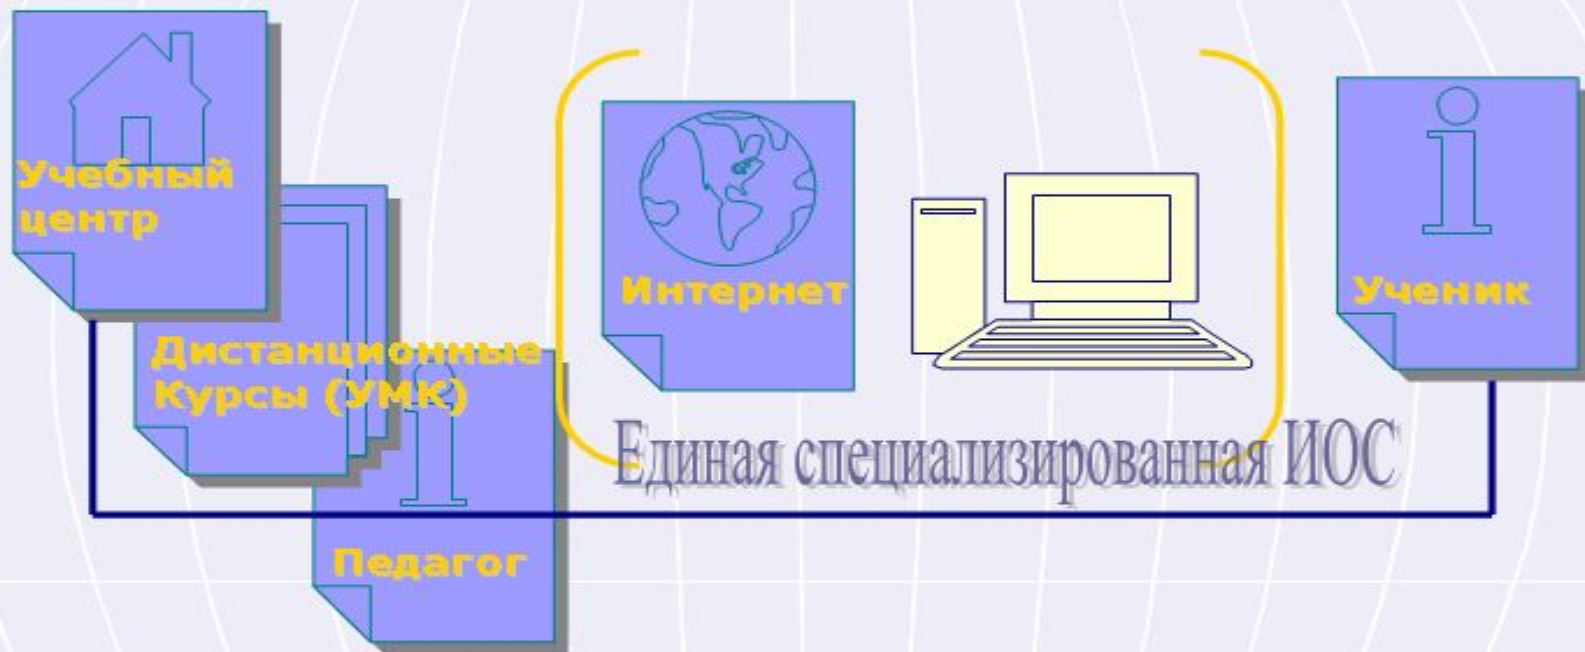 Учебный
центр
Дистанционные
Курсы (УМК)
Педагог
Интернет
Единая специализированная ИОС
Ученик